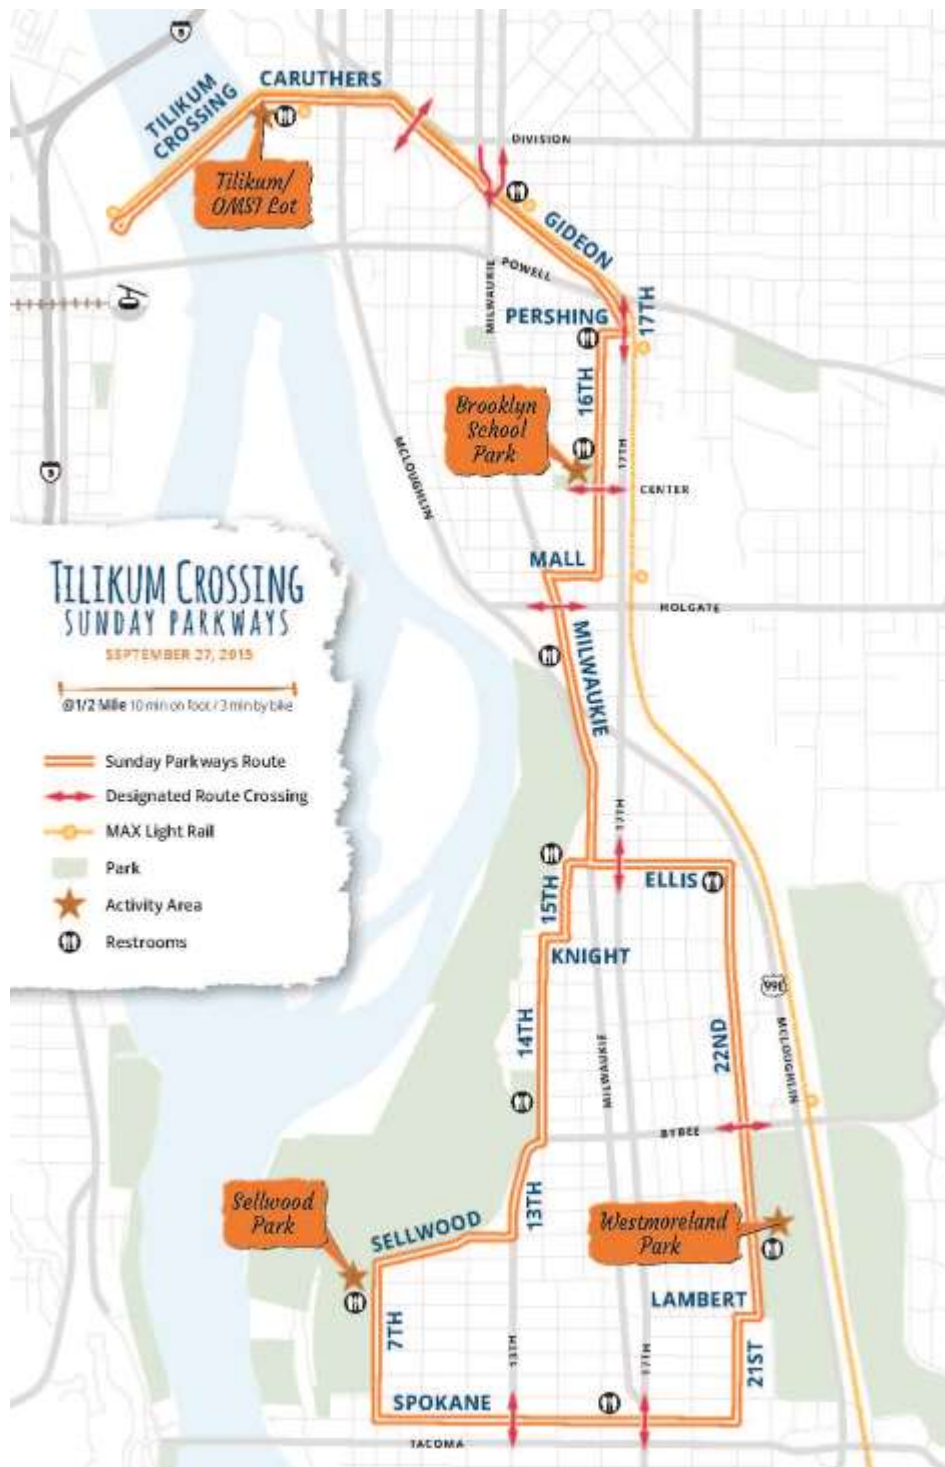 5
TILIKUM
CROSSING
CARUTHERS
Tilikum/
OMSI Lot
DIVISION
GIDEON
POWELL
MILWAUKIE
PERSHING
17TH
16TH
Brooklyn
School
Park
17TH
CENTER
MCLOUGHLIN
5
MALL
HOLGATE
MILWAUKIE
TILIKUM CROSSING
SUNDAY PARKWAYS
SEPTEMBER 27, 2015
@1/2 Mile 10 min on foot / 3 min by bike
Sunday Parkways Route
Designated Route Crossing
MAX Light Rail
Park
Activity Area
Restrooms
17TH
ELLIS
15TH
KNIGHT
99E
14TH
22ND
MCLOUGHLIN
MILWAUKIE
BYBEE
Sellwood
Park
13TH
SELLWOOD
Westmoreland
Park
LAMBERT
7TH
13TH
17TH
21ST
SPOKANE
TACOMA